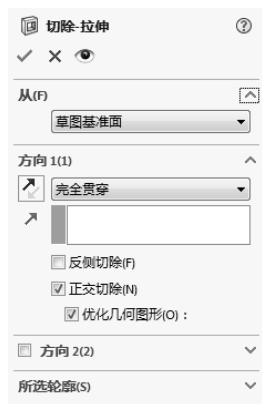 切除-拉伸
从(F)
草图基准面
方向 1(1)
完全贯穿
反侧切除(F)
正交切除(N)
优化几何图形(O)：
方向 2(2)
所选轮廓(S)